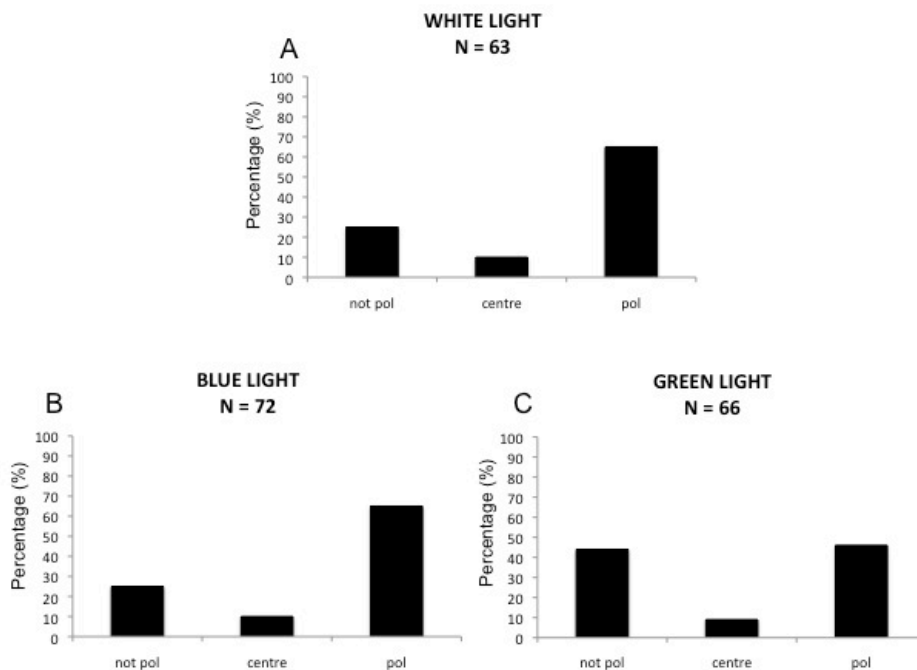 A
WHITE LIGHT
N = 63
Percentage (%)
100
90
80
70
60
50
40
30
20
10
0
not pol centre pol
B
BLUE LIGHT
N = 72
Percentage (%)
100
90
80
70
60
50
40
30
20
10
0
not pol centre pol
C
GREEN LIGHT
N = 66
Percentage (%)
100
90
80
70
60
50
40
30
20
10
0
not pol centre pol